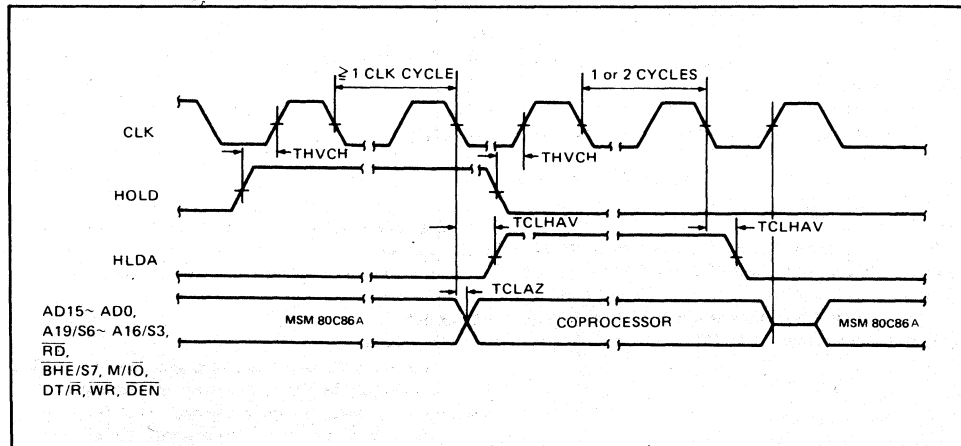 ≧1 CLK CYCLE
1 or 2 CYCLES
CLK
THVCH
THVCH
HOLD
TCLHAV
TCLHAV
HLDA
TCLAZ
AD15~ AD0,
A19/S6~ A16/S3,
RD,
BHE/S7, M/IO,
DT/R, WR, DEN
MSM 80C86A
COPROCESSOR
MSM 80C86A